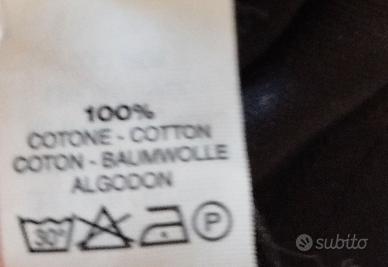 100%
COTONE - COTTON
COTON - BAUMWOLLE
ALGODON
30° P
subito